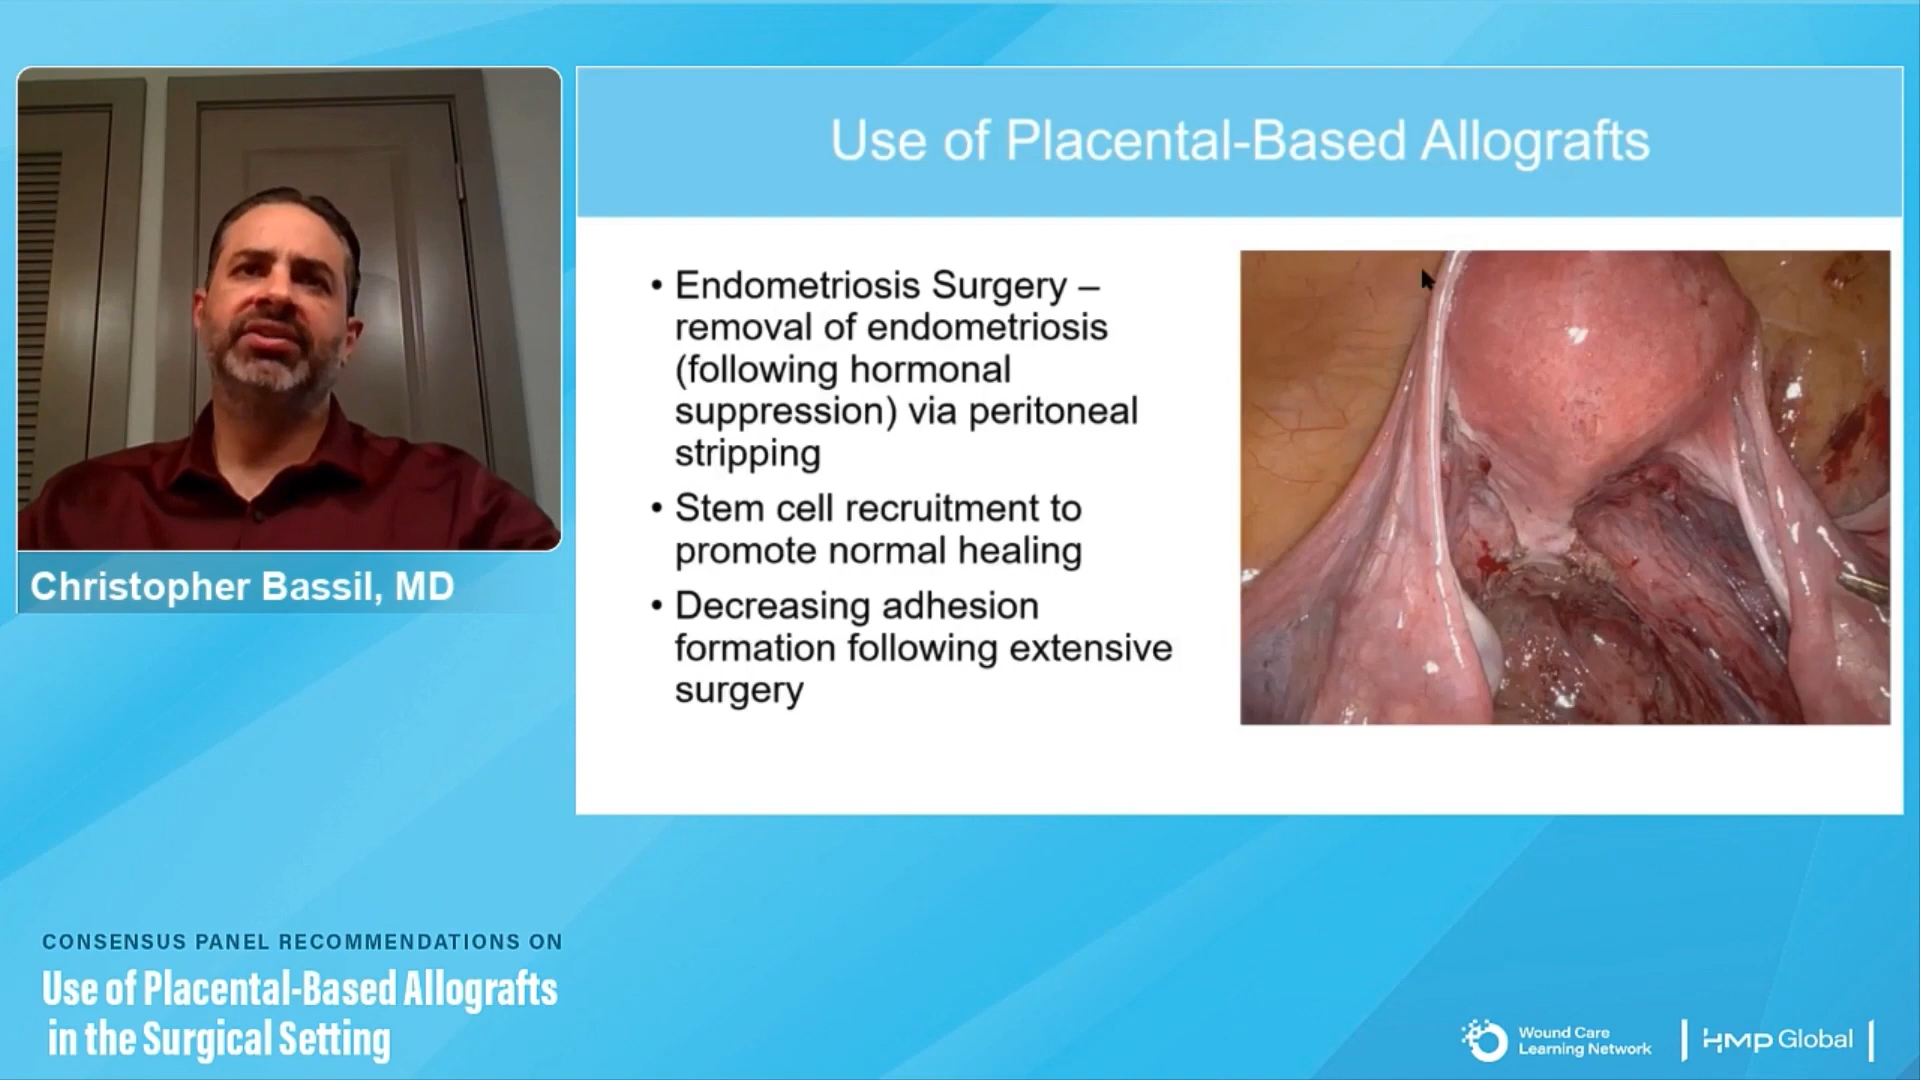 Use of Placental-Based Allografts
• Endometriosis Surgery –
removal of endometriosis
(following hormonal
suppression) via peritoneal
stripping
• Stem cell recruitment to
promote normal healing
• Decreasing adhesion
formation following extensive
surgery
Christopher Bassil, MD
CONSENSUS PANEL RECOMMENDATIONS ON
Use of Placental-Based Allografts
in the Surgical Setting
Wound Care
Learning Network
HMP Global